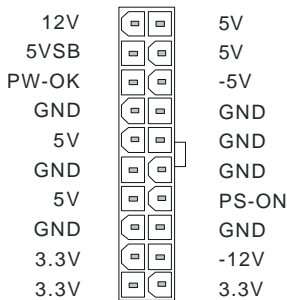 12V 5V
5VSB 5V
PW-OK -5V
GND GND
5V GND
GND GND
5V PS-ON
GND GND
3.3V -12V
3.3V 3.3V